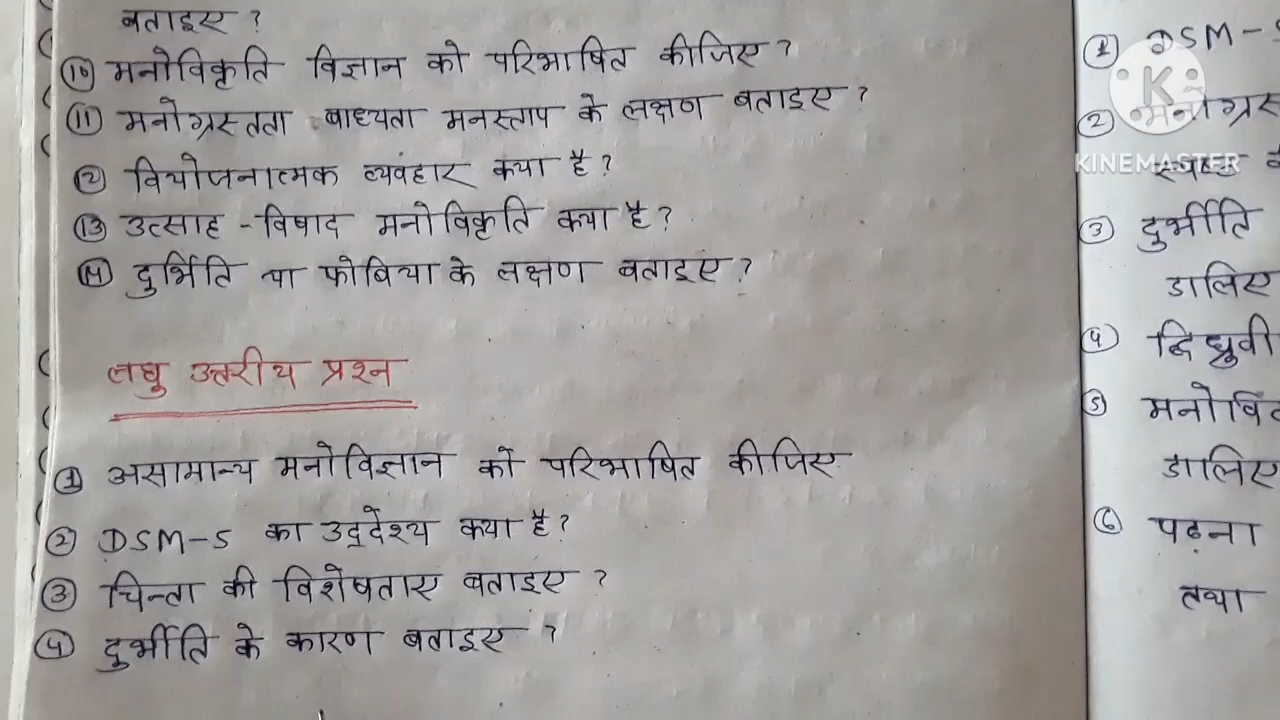 बताइए ?
⑩ मनोविकृति विज्ञान को परिभाषित कीजिए ?
⑪ मनोग्रस्तता बाध्यता मनस्ताप के लक्षण बताइए ?
⑫ वियोजनात्मक व्यवहार क्या है ?
⑬ उत्साह - विषाद मनोविकृति क्या है ?
⑭ दुर्भिति या फोबिया के लक्षण बताइए ?
लघु उत्तरीय प्रश्न
① असामान्य मनोविज्ञान को परिभाषित कीजिए
② DSM-5 का उद्देश्य क्या है ?
③ चिन्ता की विशेषताए बताइए ?
④ दुर्भीति के कारण बताइए ?
① DSM-
②
③ दुर्भीति
डालिए
④ द्विध्रुवी
⑤
डालिए
⑥ पढ़ना
तथा
KINEMASTER